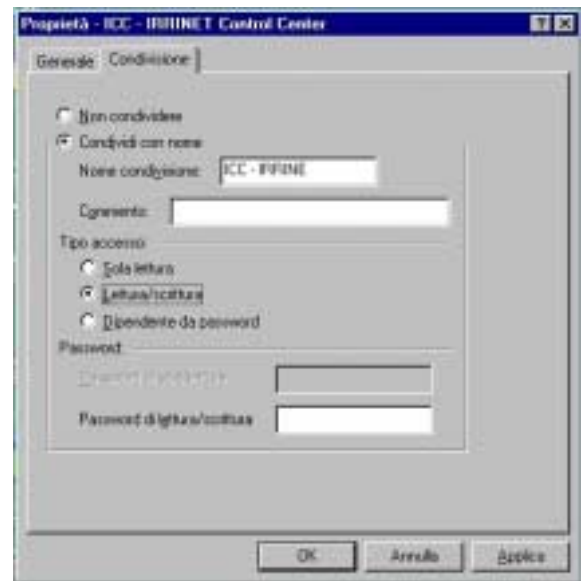 Proprietà - ICC - IRRINET Control Center
Generale Condivisione
Non condividere
Condividi con nome
Nome condivisione: ICC - IRRINE
Commento:
Tipo accesso:
Sola lettura
Lettura/scrittura
Dipendente da password
Password:
Password di lettura/scrittura:
OK Annulla Applica